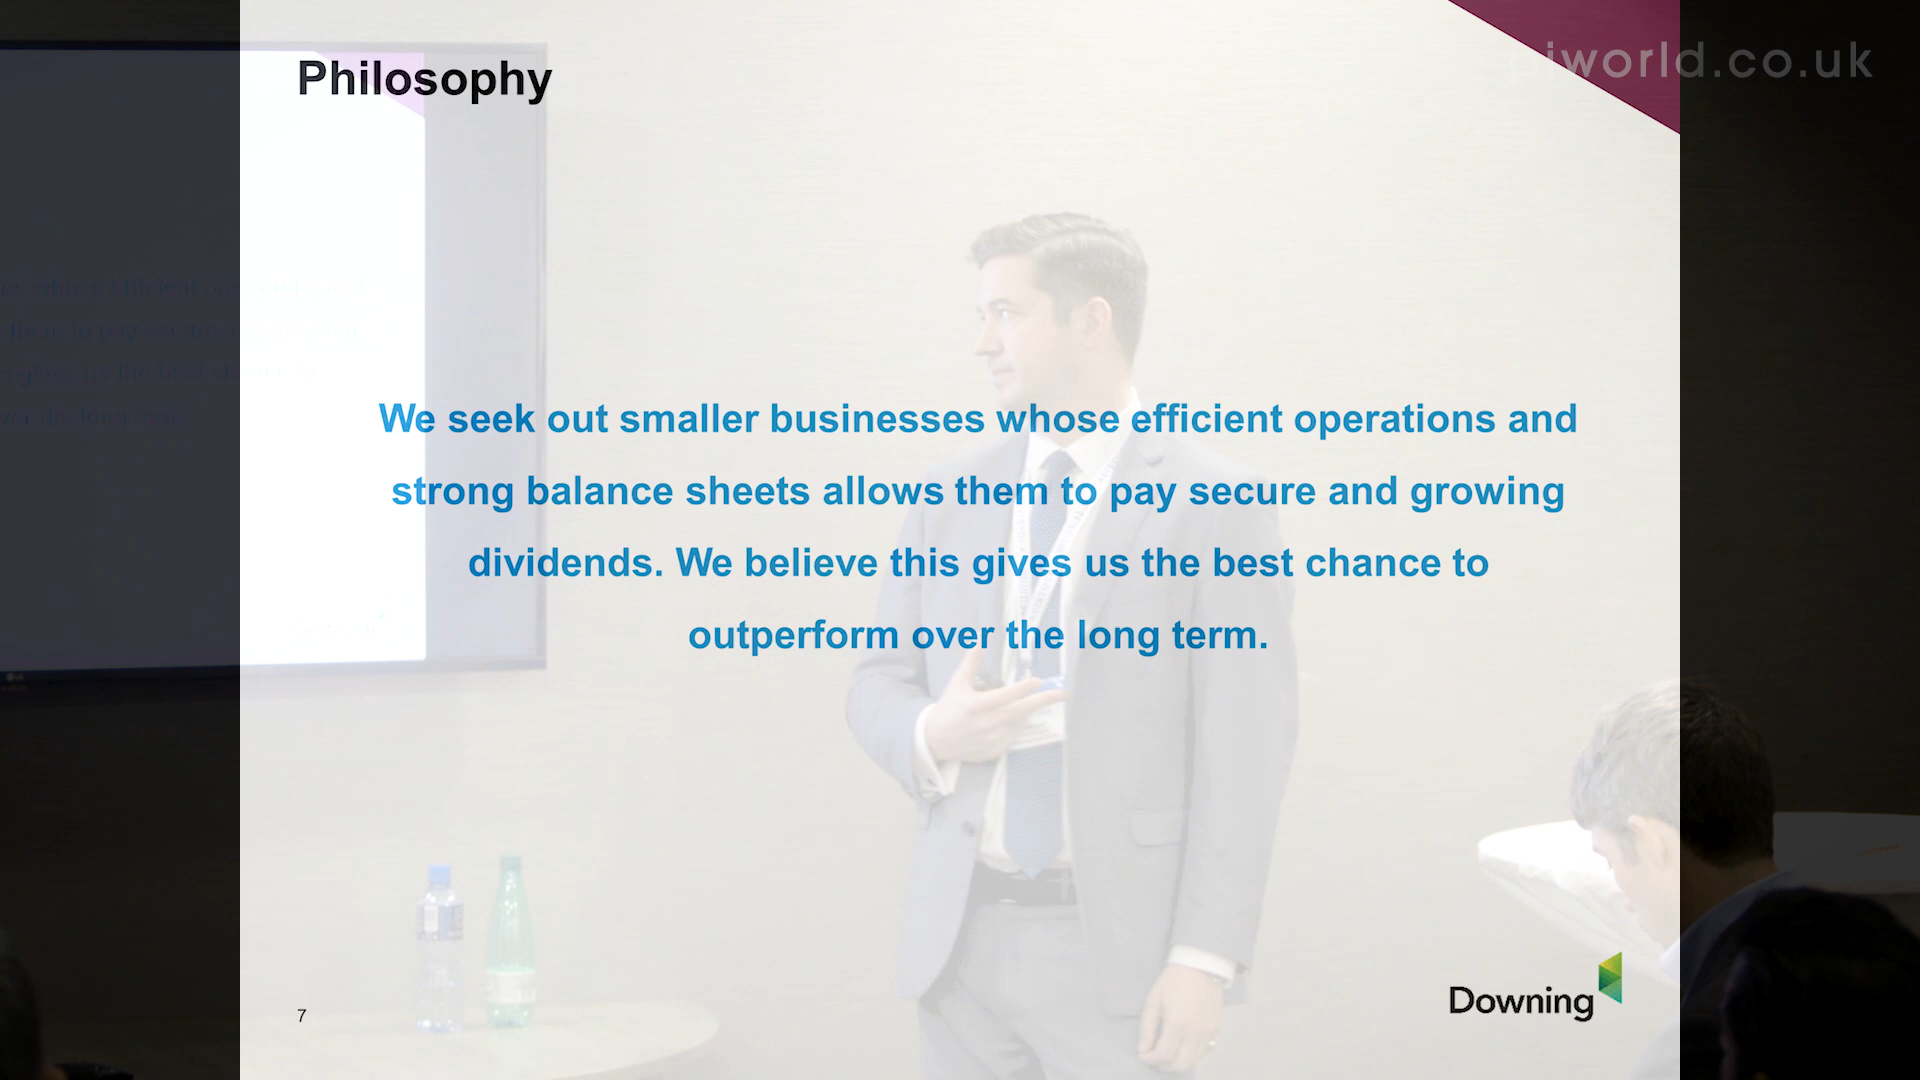 piworld.co.uk
Philosophy
We seek out smaller businesses whose efficient operations and
strong balance sheets allows them to pay secure and growing
dividends. We believe this gives us the best chance to
outperform over the long term.
7
Downing